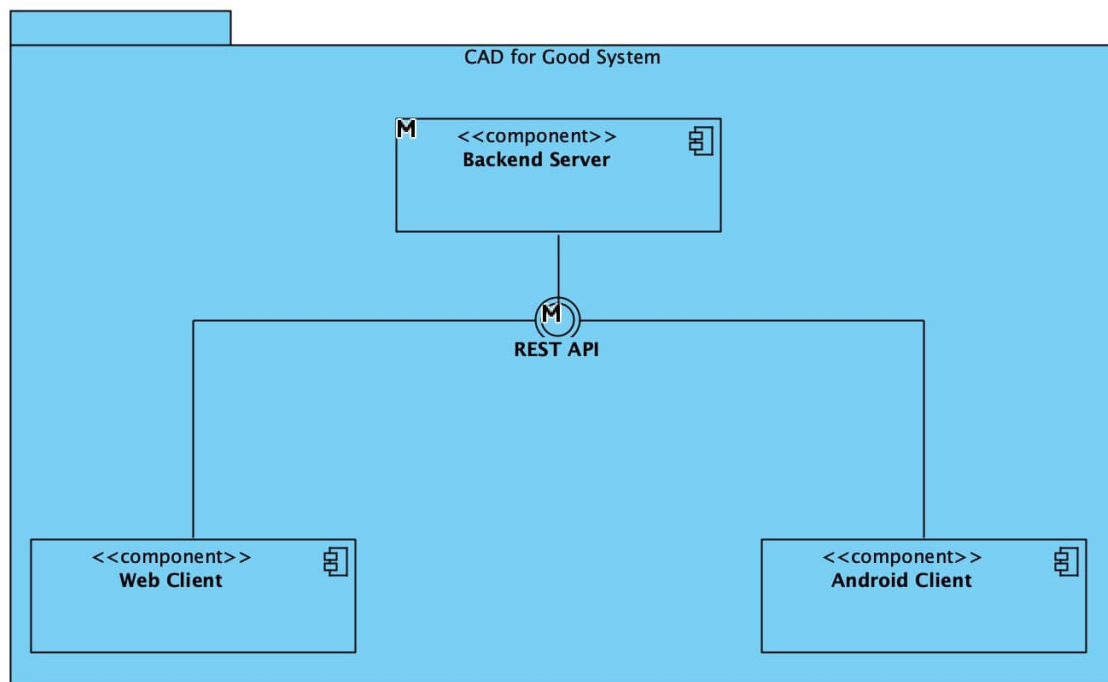 CAD for Good System
M
<<component>>
Backend Server
M
REST API
<<component>>
Web Client
<<component>>
Android Client